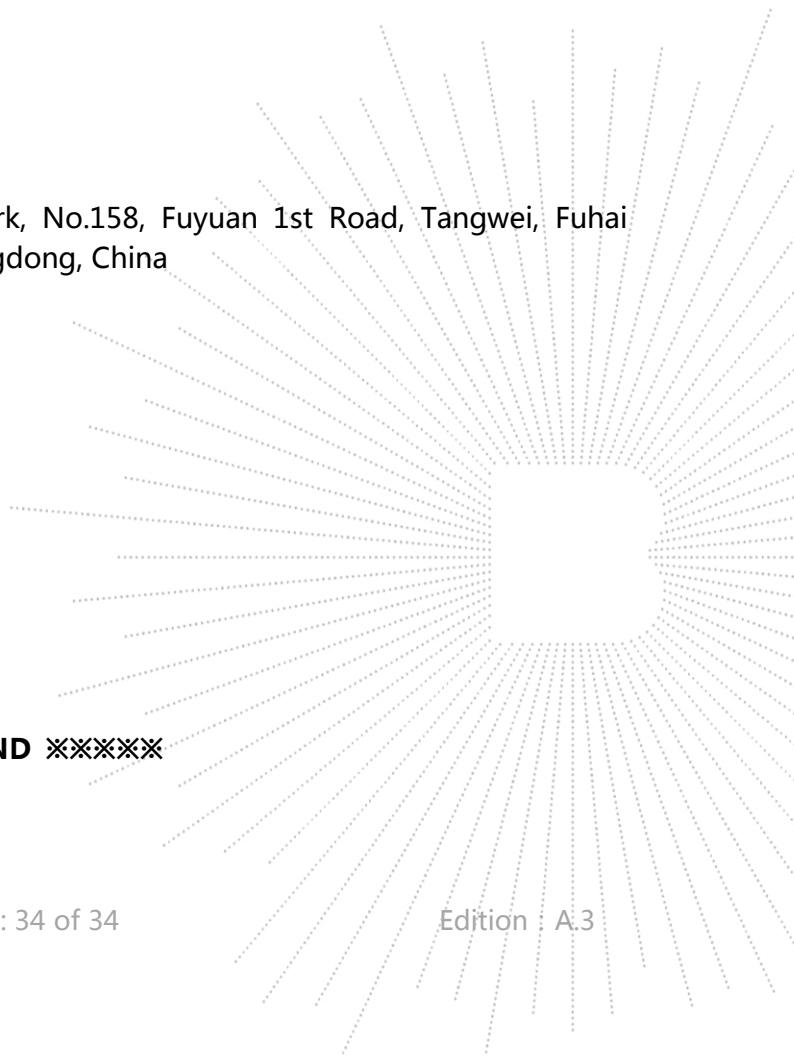 rk, No.158, Fuyuan 1st Road, Tangwei, Fuhai
gdong, China
ND ※※※※※
: 34 of 34 Edition : A.3